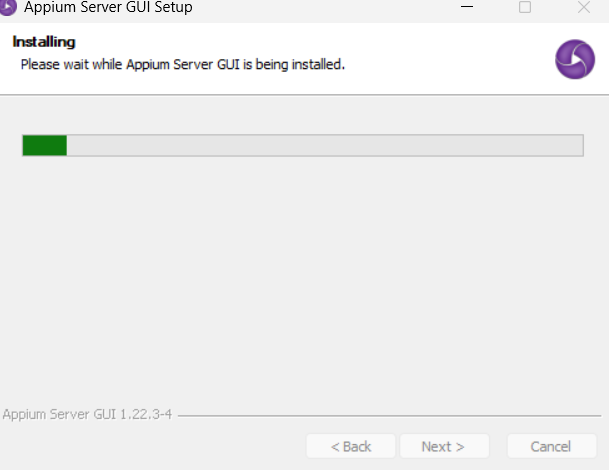 Appium Server GUI Setup
Installing
Please wait while Appium Server GUI is being installed.
Appium Server GUI 1.22.3-4
< Back
Next >
Cancel